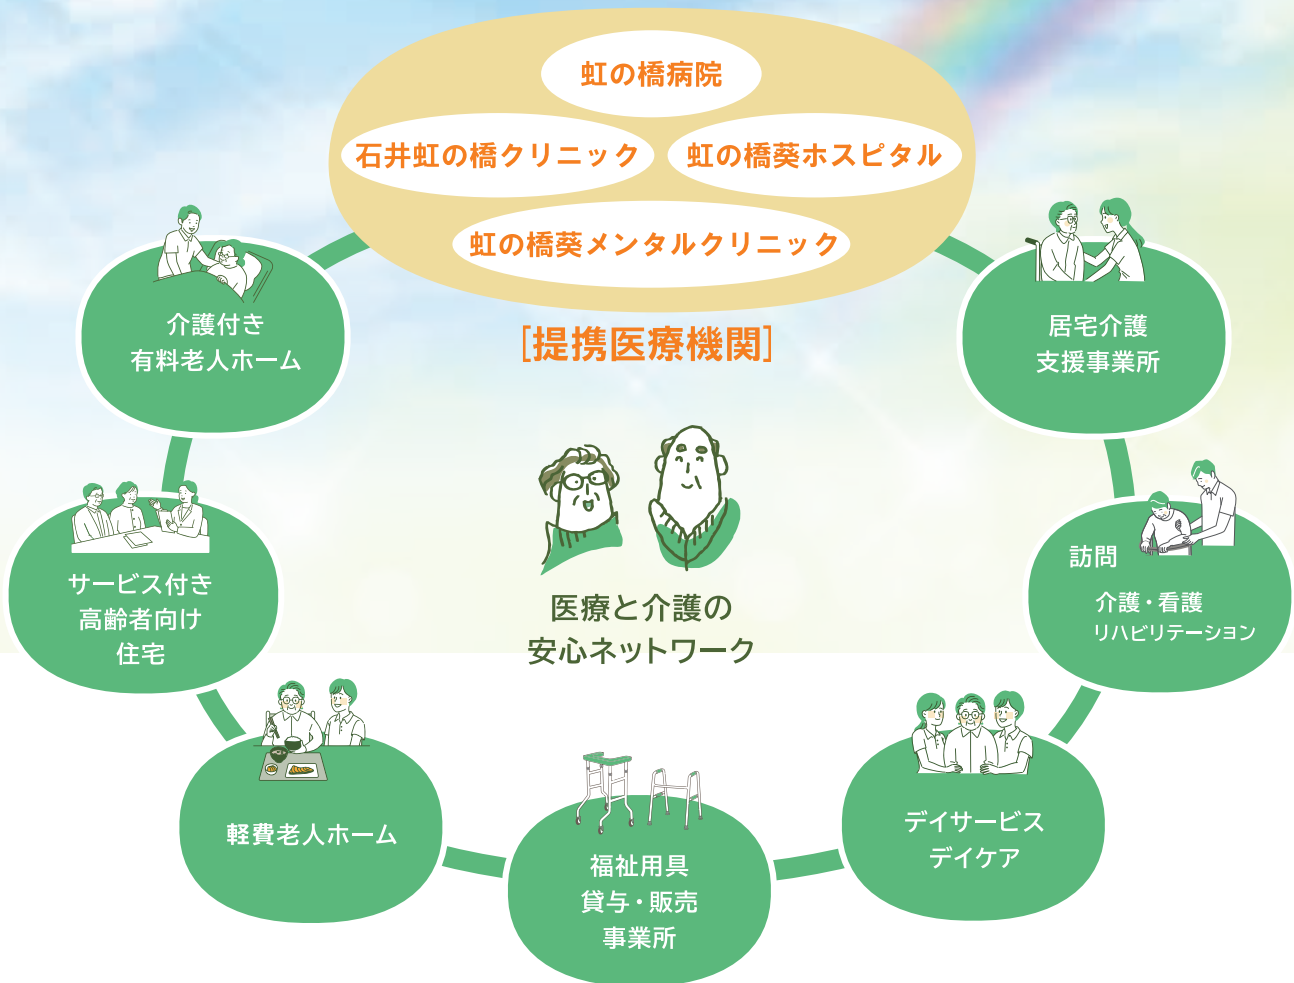 虹の橋病院
石井虹の橋クリニック
虹の橋葵ホスピタル
虹の橋葵メンタルクリニック
[提携医療機関]
介護付き
有料老人ホーム
居宅介護
支援事業所
サービス付き
高齢者向け
住宅
訪問
介護・看護
リハビリテーション
医療と介護の
安心ネットワーク
軽費老人ホーム
福祉用具
貸与・販売
事業所
デイサービス
デイケア